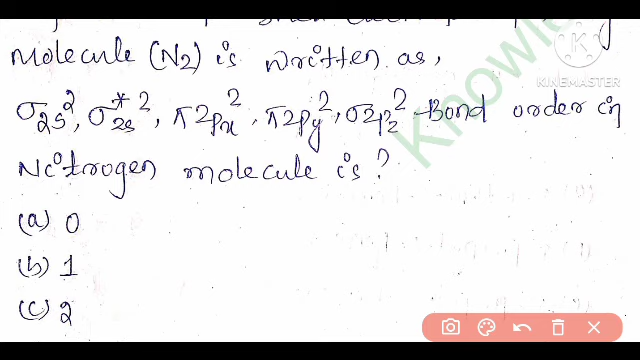 molecule (N₂) is written as,
σ2s², σ*2s², π2px², π2py², σ2pz² Bond order in
Nitrogen molecule is?
(a) 0
(b) 1
(c) 2
KINEMASTER
K